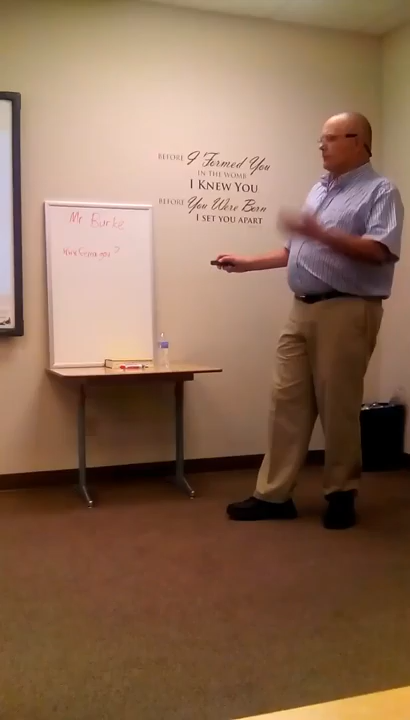 Mr. Burke
BEFORE I Formed You
IN THE WOMB
I KNEW YOU
BEFORE You Were Born
I SET YOU APART